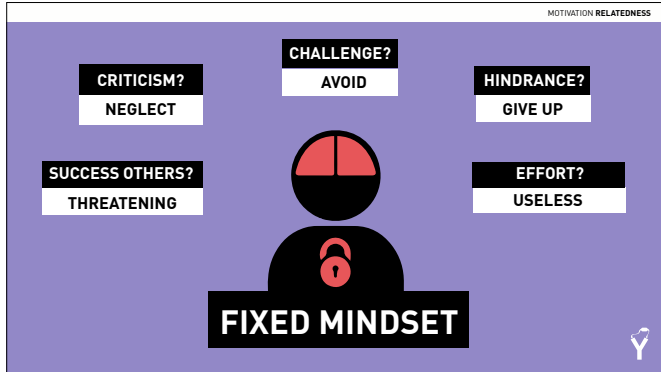 MOTIVATION RELATEDNESS
CHALLENGE?
AVOID
CRITICISM?
NEGLECT
HINDRANCE?
GIVE UP
SUCCESS OTHERS?
THREATENING
EFFORT?
USELESS
FIXED MINDSET
Y